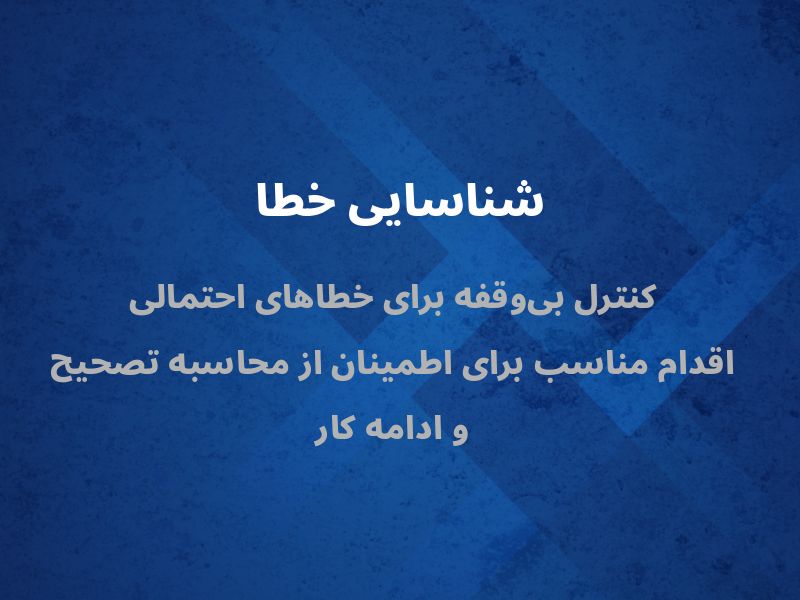 شناسایی خطا
کنترل بی‌وقفه برای خطاهای احتمالی
اقدام مناسب برای اطمینان از محاسبه تصحیح
و ادامه کار